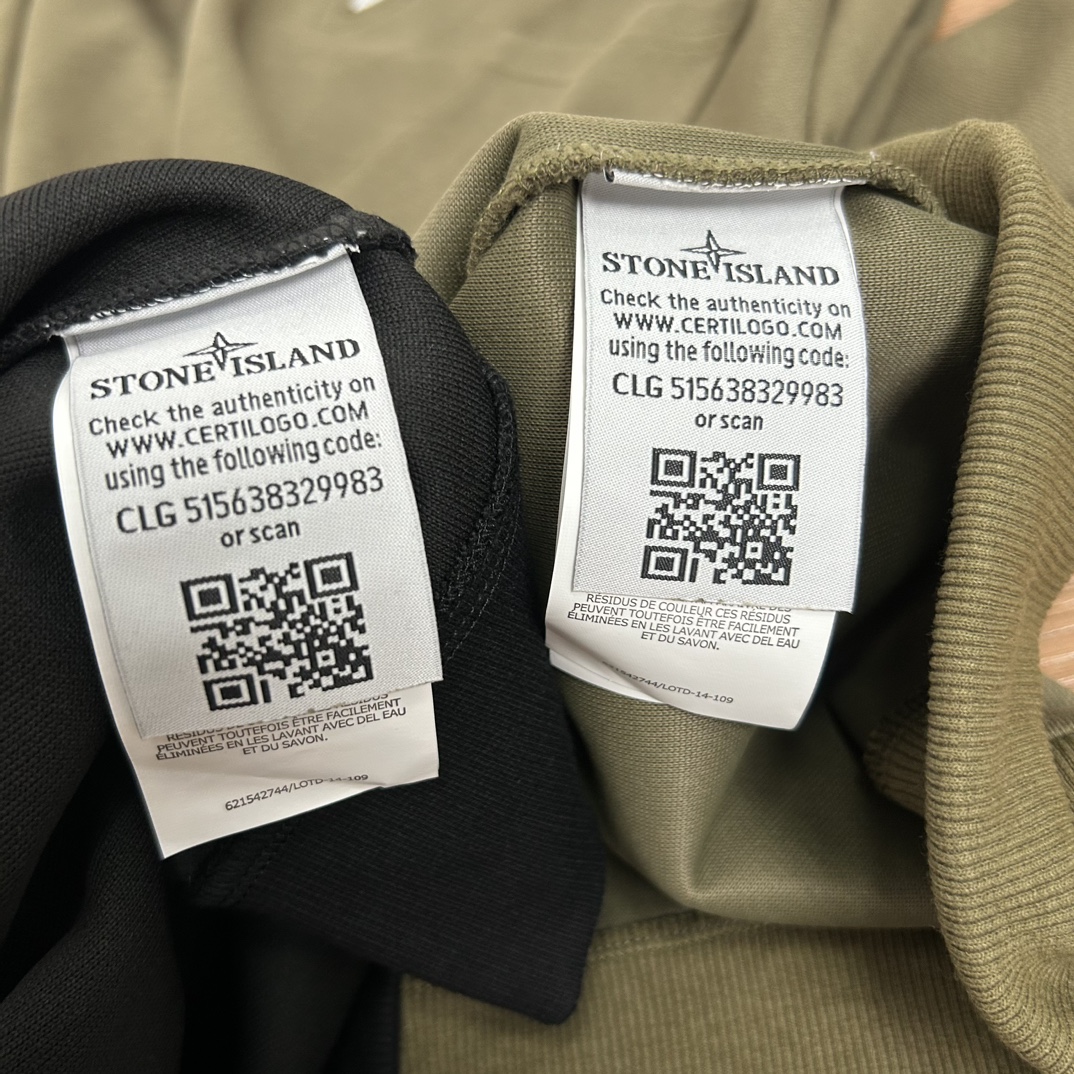 STONE ISLAND
Check the authenticity on
WWW.CERTILOGO.COM
using the following code:
CLG 515638329983
or scan
RÉSIDUS
PEUVENT TOUTEFOIS ÊTRE FACILEMENT
ÉLIMINÉES EN LES LAVANT AVEC DEL EAU
ET DU SAVON.
621542744/LOTD-14-109
STONE ISLAND
Check the authenticity on
WWW.CERTILOGO.COM
using the following code:
CLG 515638329983
or scan
RÉSIDUS DE COULEUR CES RÉSIDUS
PEUVENT TOUTEFOIS ÊTRE FACILEMENT
ÉLIMINÉES EN LES LAVANT AVEC DEL EAU
ET DU SAVON.